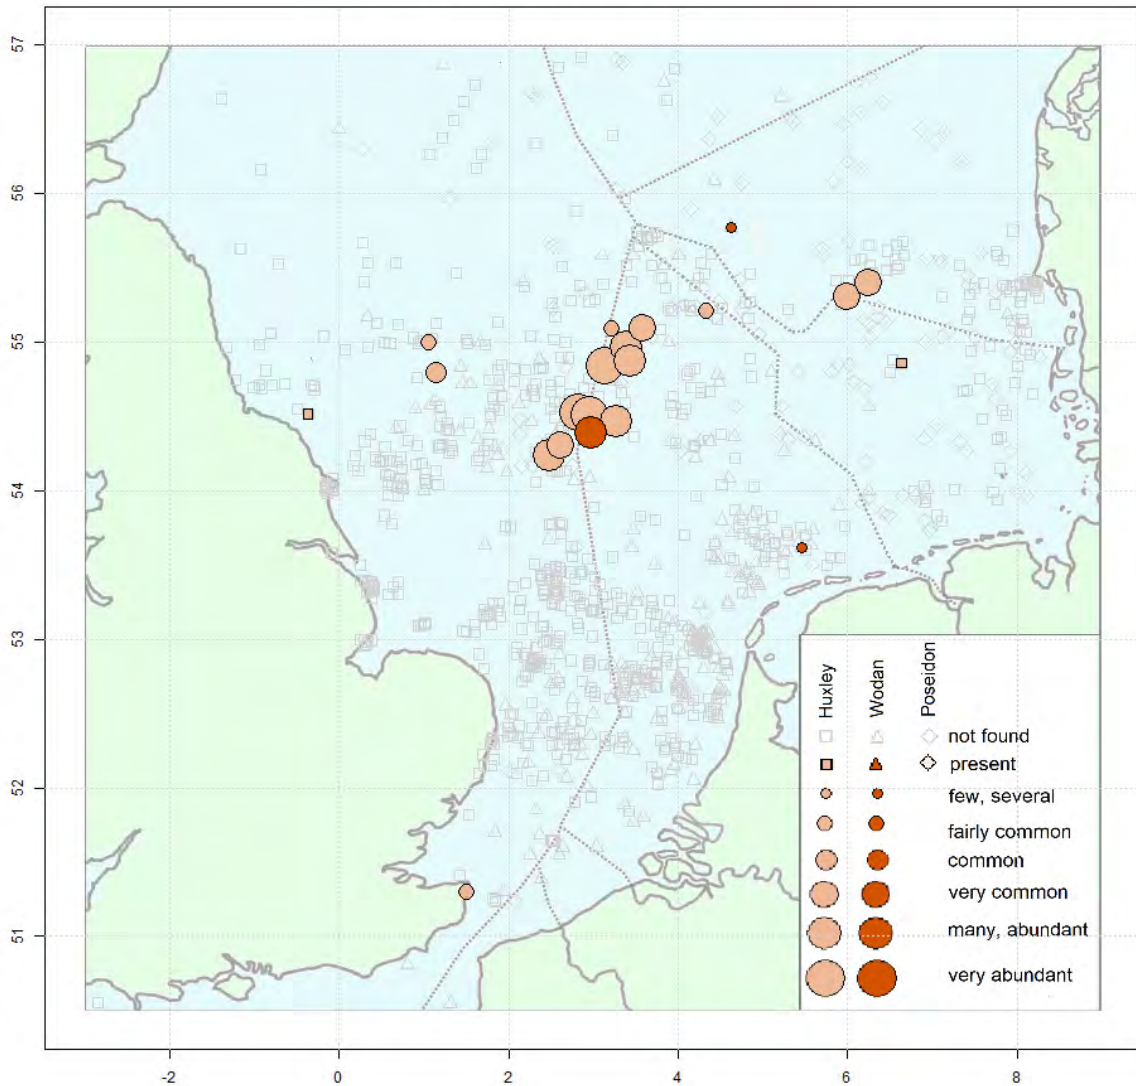 57
56
55
54
53
52
51
Huxley
Wodan
Poseidon
not found
present
few, several
fairly common
common
very common
many, abundant
very abundant
-2
0
2
4
6
8